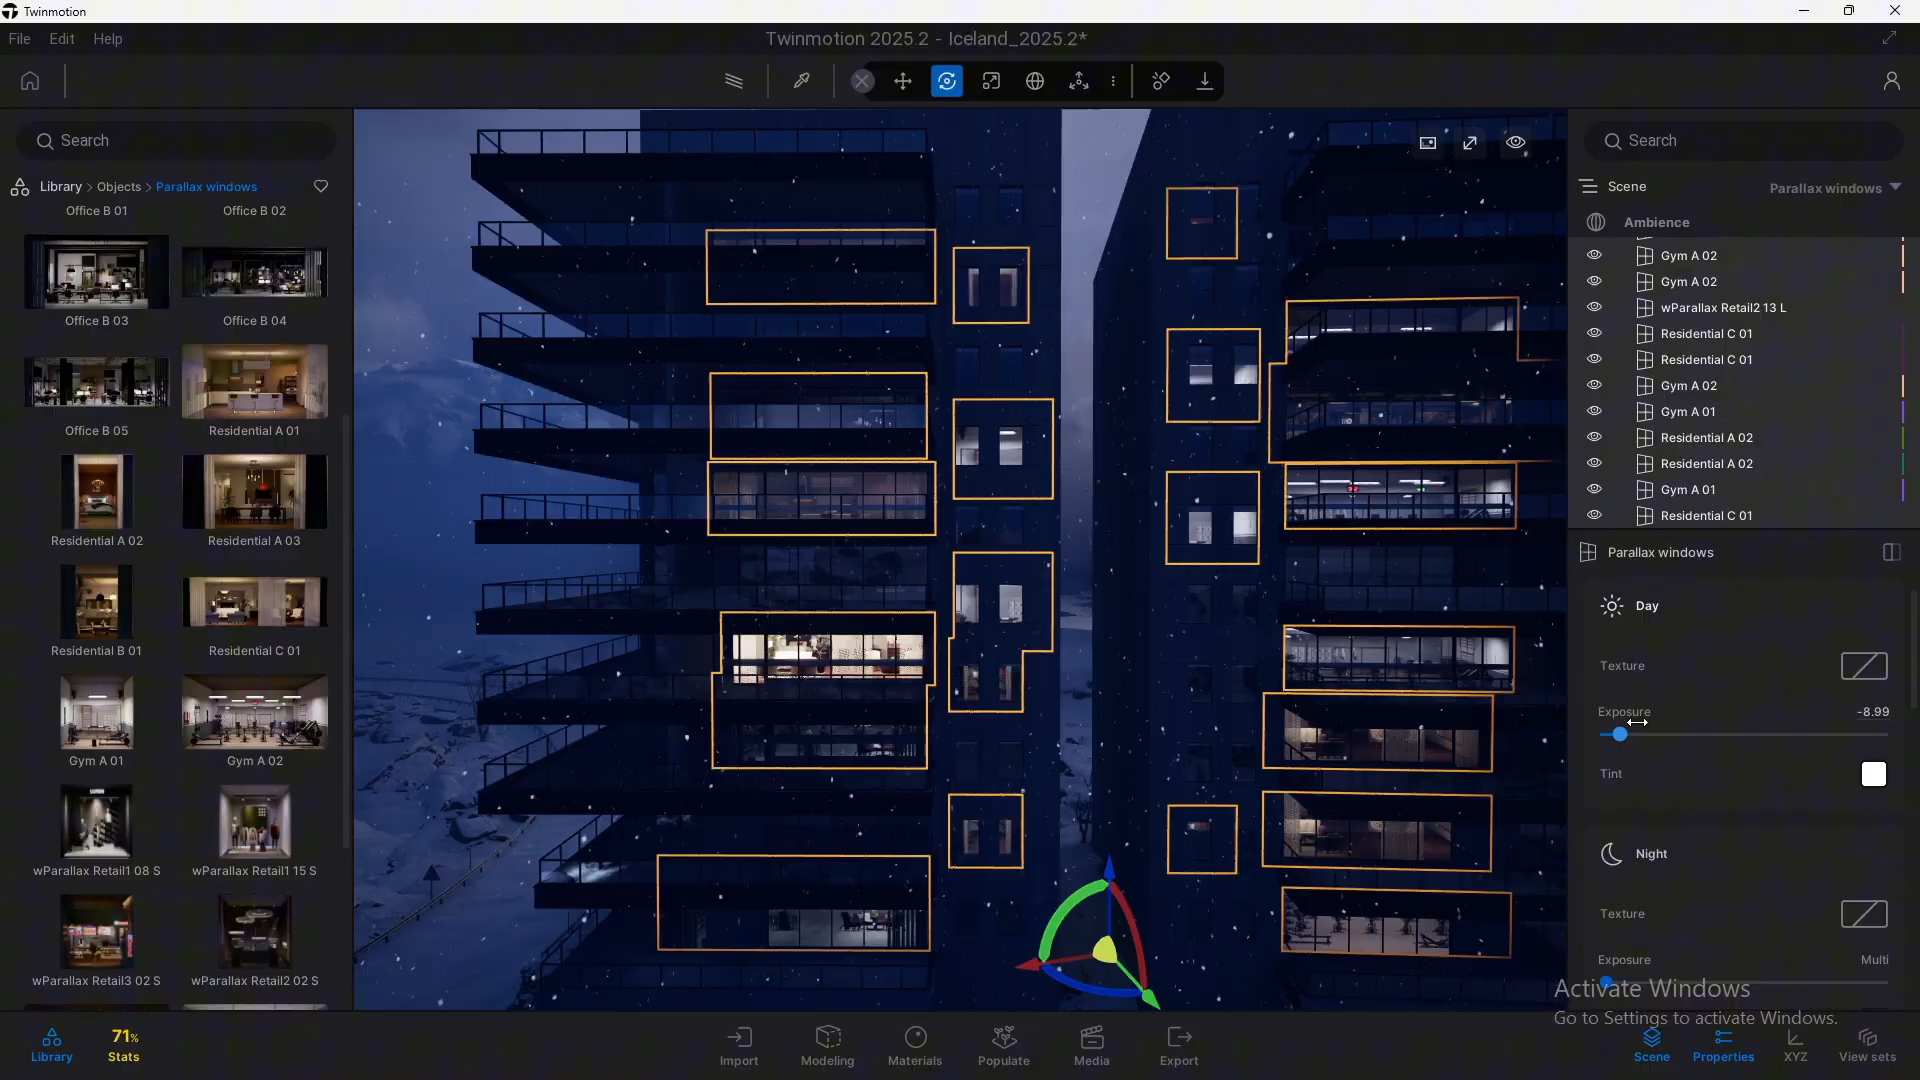 Twinmotion
File Edit Help
Twinmotion 2025.2 - Iceland_2025.2*
Search
Library > Objects > Parallax windows
Office B 01
Office B 02
Office B 03
Office B 04
Office B 05
Residential A 01
Residential A 02
Residential A 03
Residential B 01
Residential C 01
Gym A 01
Gym A 02
wParallax Retail1 08 S
wParallax Retail1 15 S
wParallax Retail3 02 S
wParallax Retail2 02 S
Search
Scene
Parallax windows
Ambience
Gym A 02
Gym A 02
wParallax Retail2 13 L
Residential C 01
Residential C 01
Gym A 02
Gym A 01
Residential A 02
Residential A 02
Gym A 01
Residential C 01
Parallax windows
Day
Texture
Exposure -8.99
Tint
Night
Texture
Exposure Multi
Activate Windows
Go to Settings to activate Windows.
Library
71%
Stats
Import
Modeling
Materials
Populate
Media
Export
Scene
Properties
XYZ
View sets